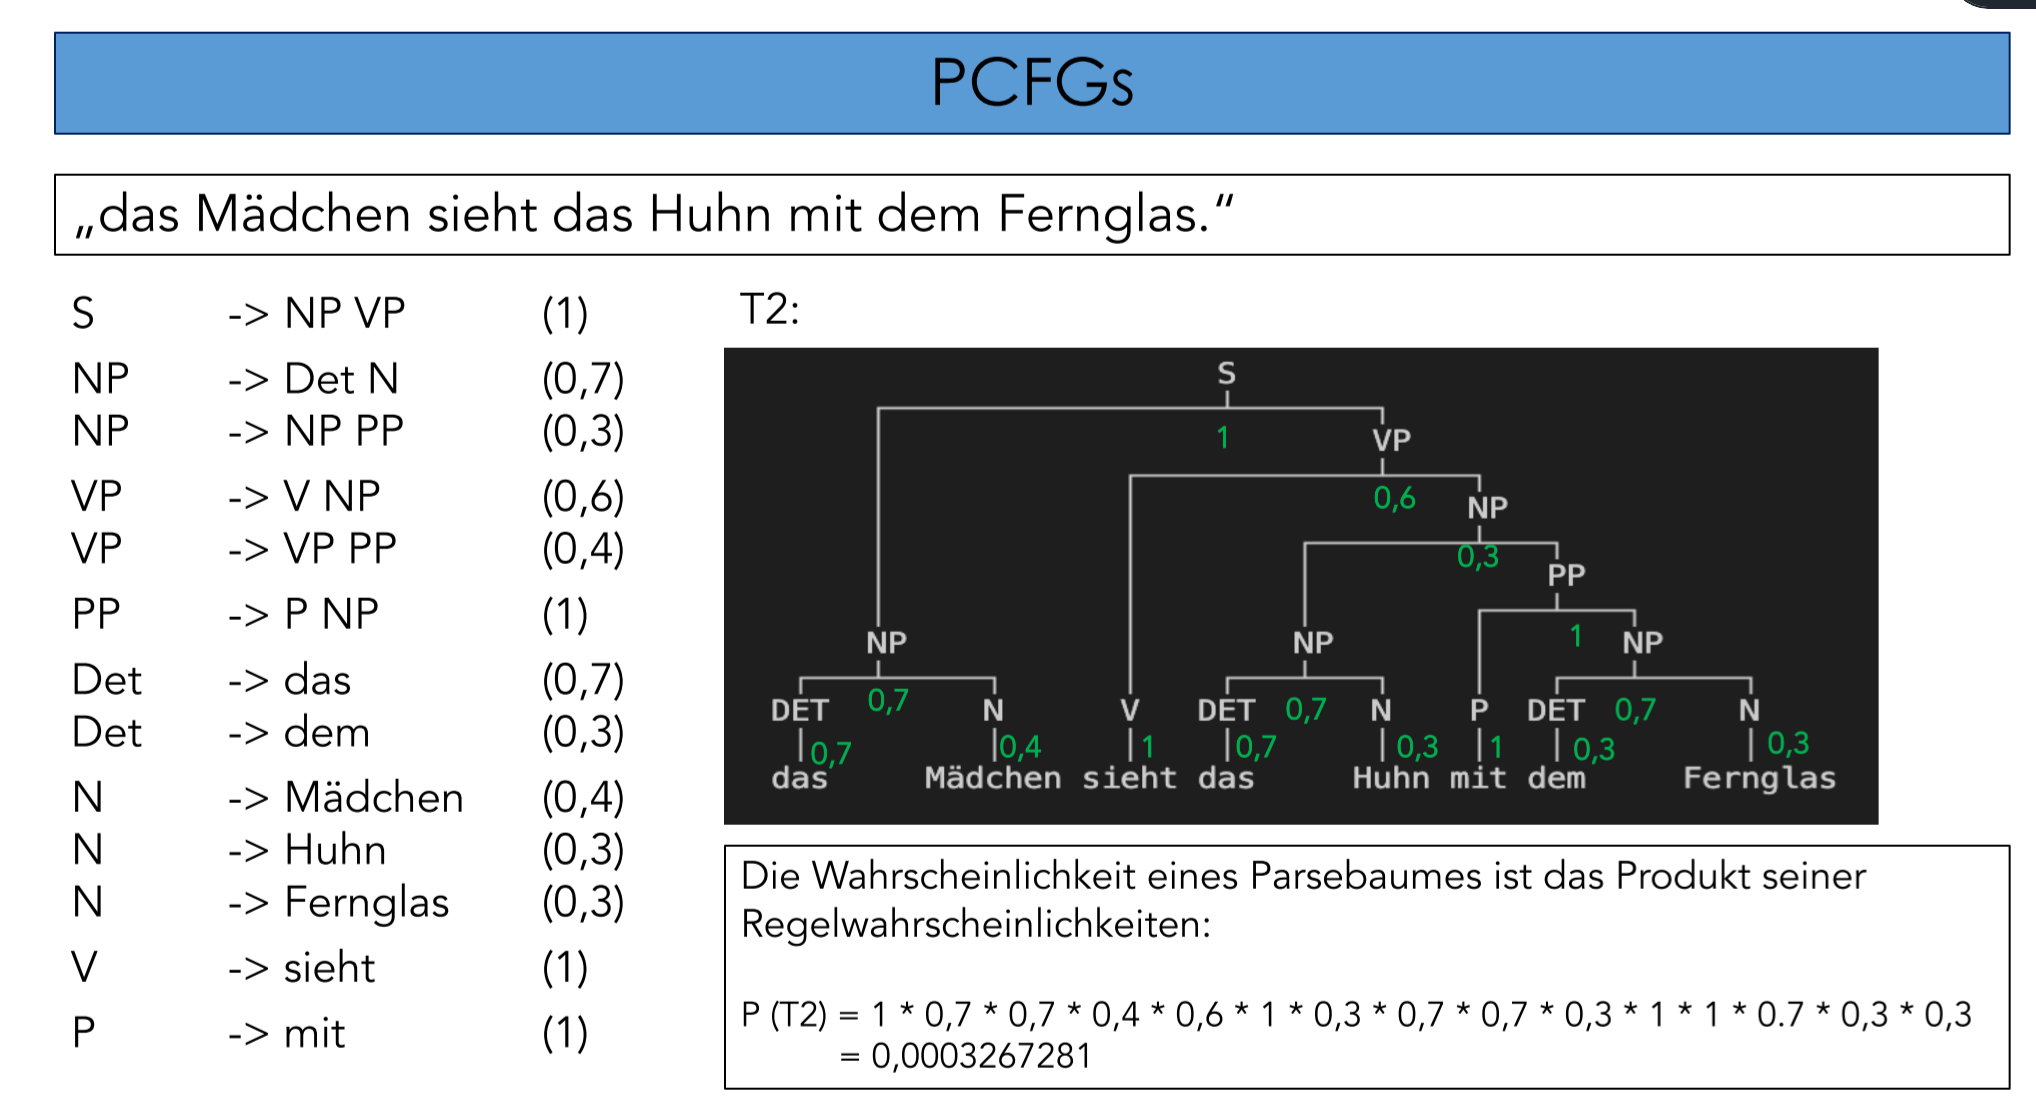 PCFGs
„das Mädchen sieht das Huhn mit dem Fernglas.“
S -> NP VP (1)
NP -> Det N (0,7)
NP -> NP PP (0,3)
VP -> V NP (0,6)
VP -> VP PP (0,4)
PP -> P NP (1)
Det -> das (0,7)
Det -> dem (0,3)
N -> Mädchen (0,4)
N -> Huhn (0,3)
N -> Fernglas (0,3)
V -> sieht (1)
P -> mit (1)
T2:
S
1 VP
0,6 NP
0,3 PP
NP NP 1 NP
DET 0,7 N V DET 0,7 N P DET 0,7 N
0,7 0,4 1 0,7 0,3 1 0,3 0,3
das Mädchen sieht das Huhn mit dem Fernglas
Die Wahrscheinlichkeit eines Parsebaumes ist das Produkt seiner
Regelwahrscheinlichkeiten:
P (T2) = 1 * 0,7 * 0,7 * 0,4 * 0,6 * 1 * 0,3 * 0,7 * 0,7 * 0,3 * 1 * 1 * 0.7 * 0,3 * 0,3
= 0,0003267281